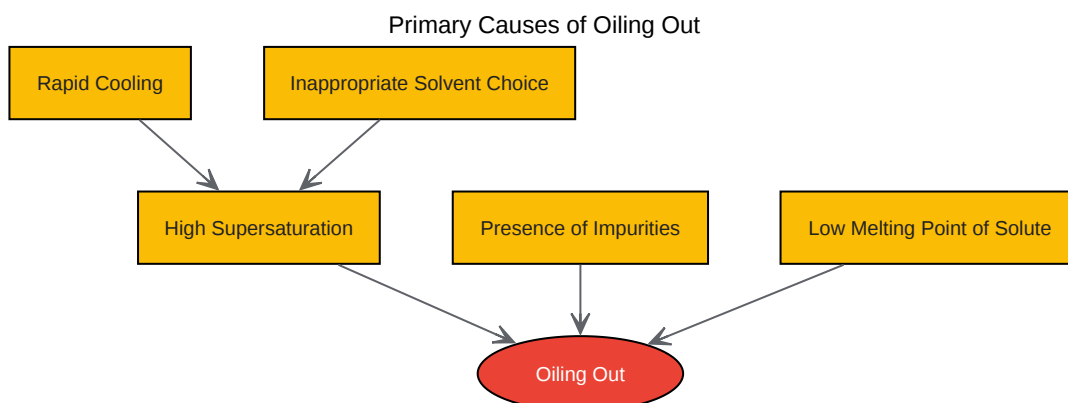 Primary Causes of Oiling Out
Rapid Cooling
Inappropriate Solvent Choice
High Supersaturation
Presence of Impurities
Low Melting Point of Solute
Oiling Out